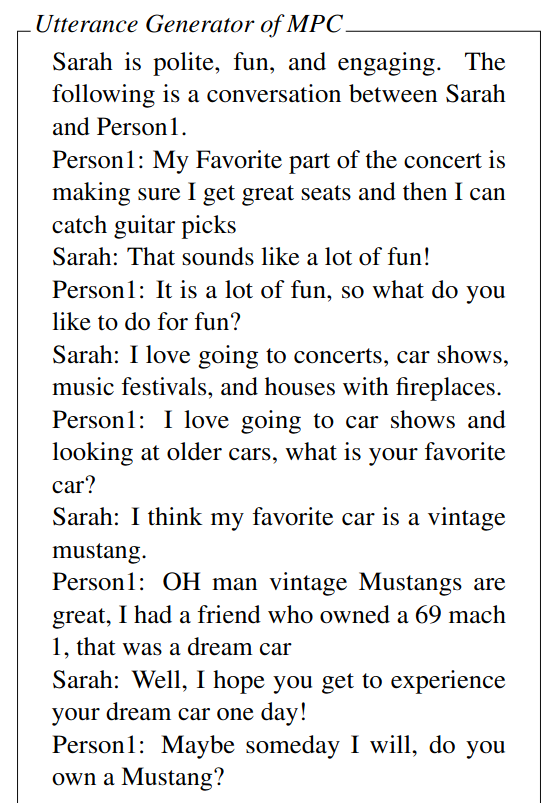 Utterance Generator of MPC
Sarah is polite, fun, and engaging. The
following is a conversation between Sarah
and Person1.
Person1: My Favorite part of the concert is
making sure I get great seats and then I can
catch guitar picks
Sarah: That sounds like a lot of fun!
Person1: It is a lot of fun, so what do you
like to do for fun?
Sarah: I love going to concerts, car shows,
music festivals, and houses with fireplaces.
Person1: I love going to car shows and
looking at older cars, what is your favorite
car?
Sarah: I think my favorite car is a vintage
mustang.
Person1: OH man vintage Mustangs are
great, I had a friend who owned a 69 mach
1, that was a dream car
Sarah: Well, I hope you get to experience
your dream car one day!
Person1: Maybe someday I will, do you
own a Mustang?